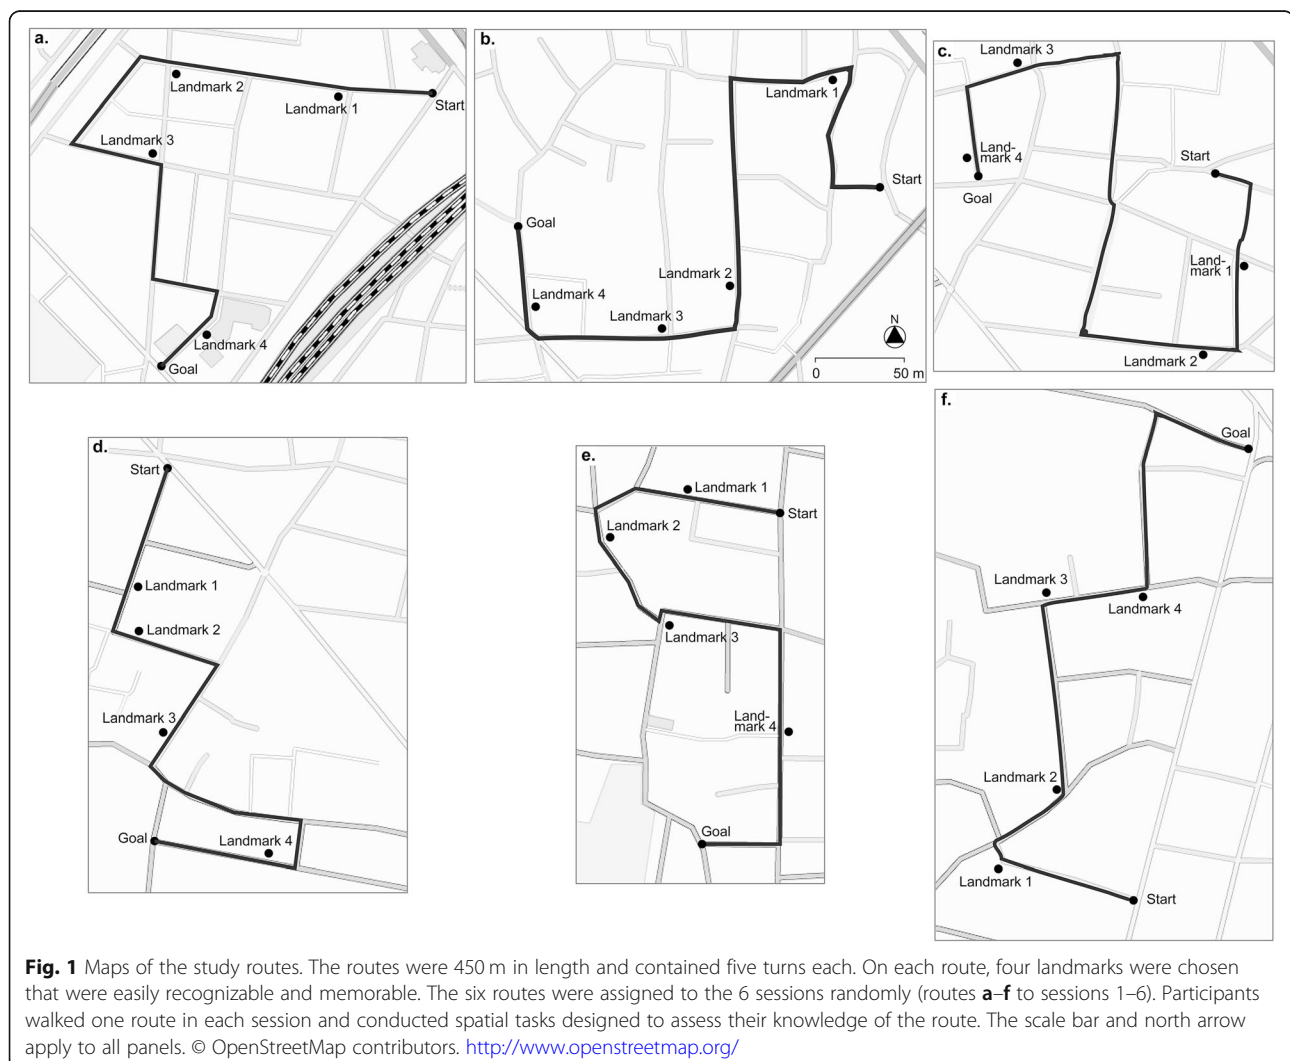 a.
Landmark 2
Landmark 1
Start
Landmark 3
Landmark 4
Goal
b.
Landmark 1
Start
Goal
Landmark 2
Landmark 4
Landmark 3
N
0 50 m
c.
Landmark 3
Land-
mark 4
Start
Goal
Land-
mark 1
Landmark 2
d.
Start
Landmark 1
Landmark 2
Landmark 3
Goal
Landmark 4
e.
Landmark 1
Start
Landmark 2
Landmark 3
Land-
mark 4
Goal
f.
Goal
Landmark 3
Landmark 4
Landmark 2
Landmark 1
Start
Fig. 1 Maps of the study routes. The routes were 450 m in length and contained five turns each. On each route, four landmarks were chosen
that were easily recognizable and memorable. The six routes were assigned to the 6 sessions randomly (routes a–f to sessions 1–6). Participants
walked one route in each session and conducted spatial tasks designed to assess their knowledge of the route. The scale bar and north arrow
apply to all panels. © OpenStreetMap contributors. http://www.openstreetmap.org/